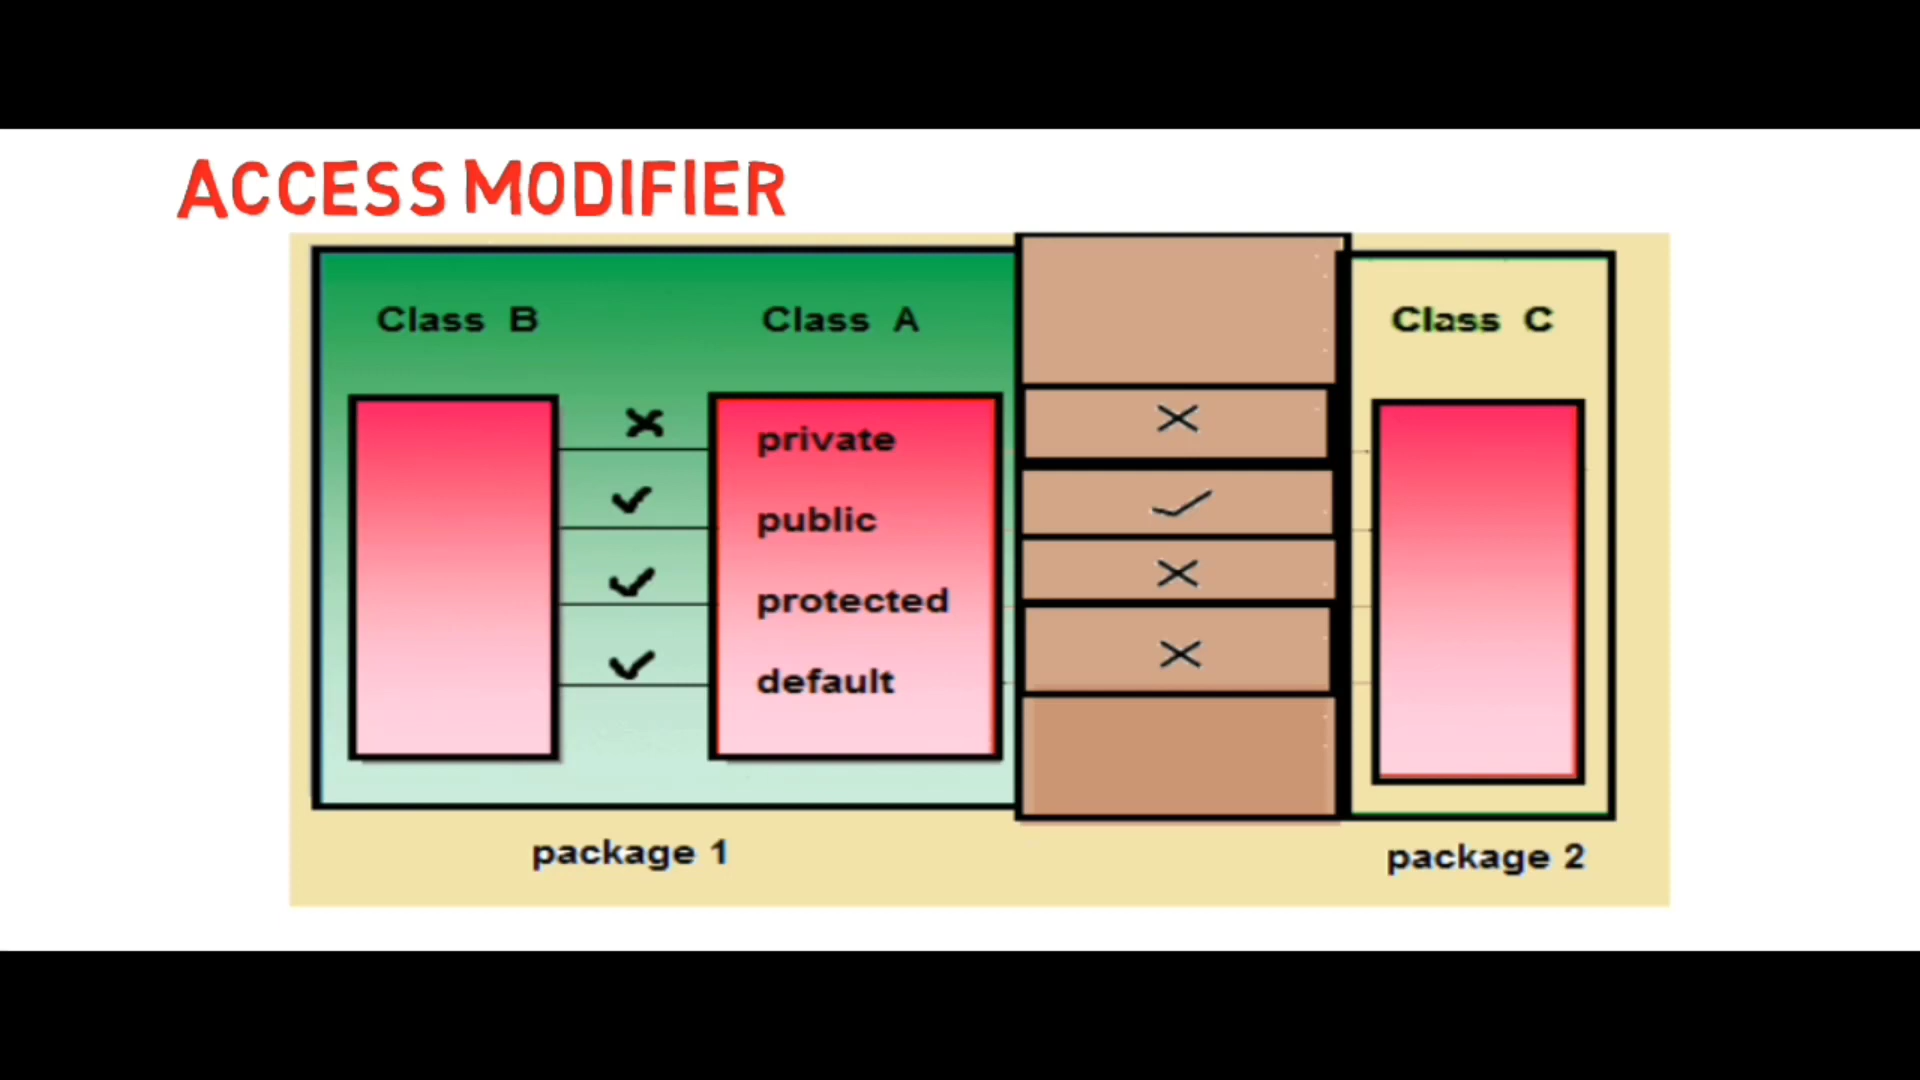 ACCESS MODIFIER
Class B
Class A
Class C
private
public
protected
default
package 1
package 2